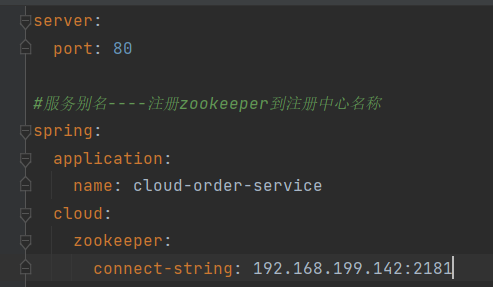 server:
  port: 80

#服务别名----注册zookeeper到注册中心名称
spring:
  application:
    name: cloud-order-service
  cloud:
    zookeeper:
      connect-string: 192.168.199.142:2181